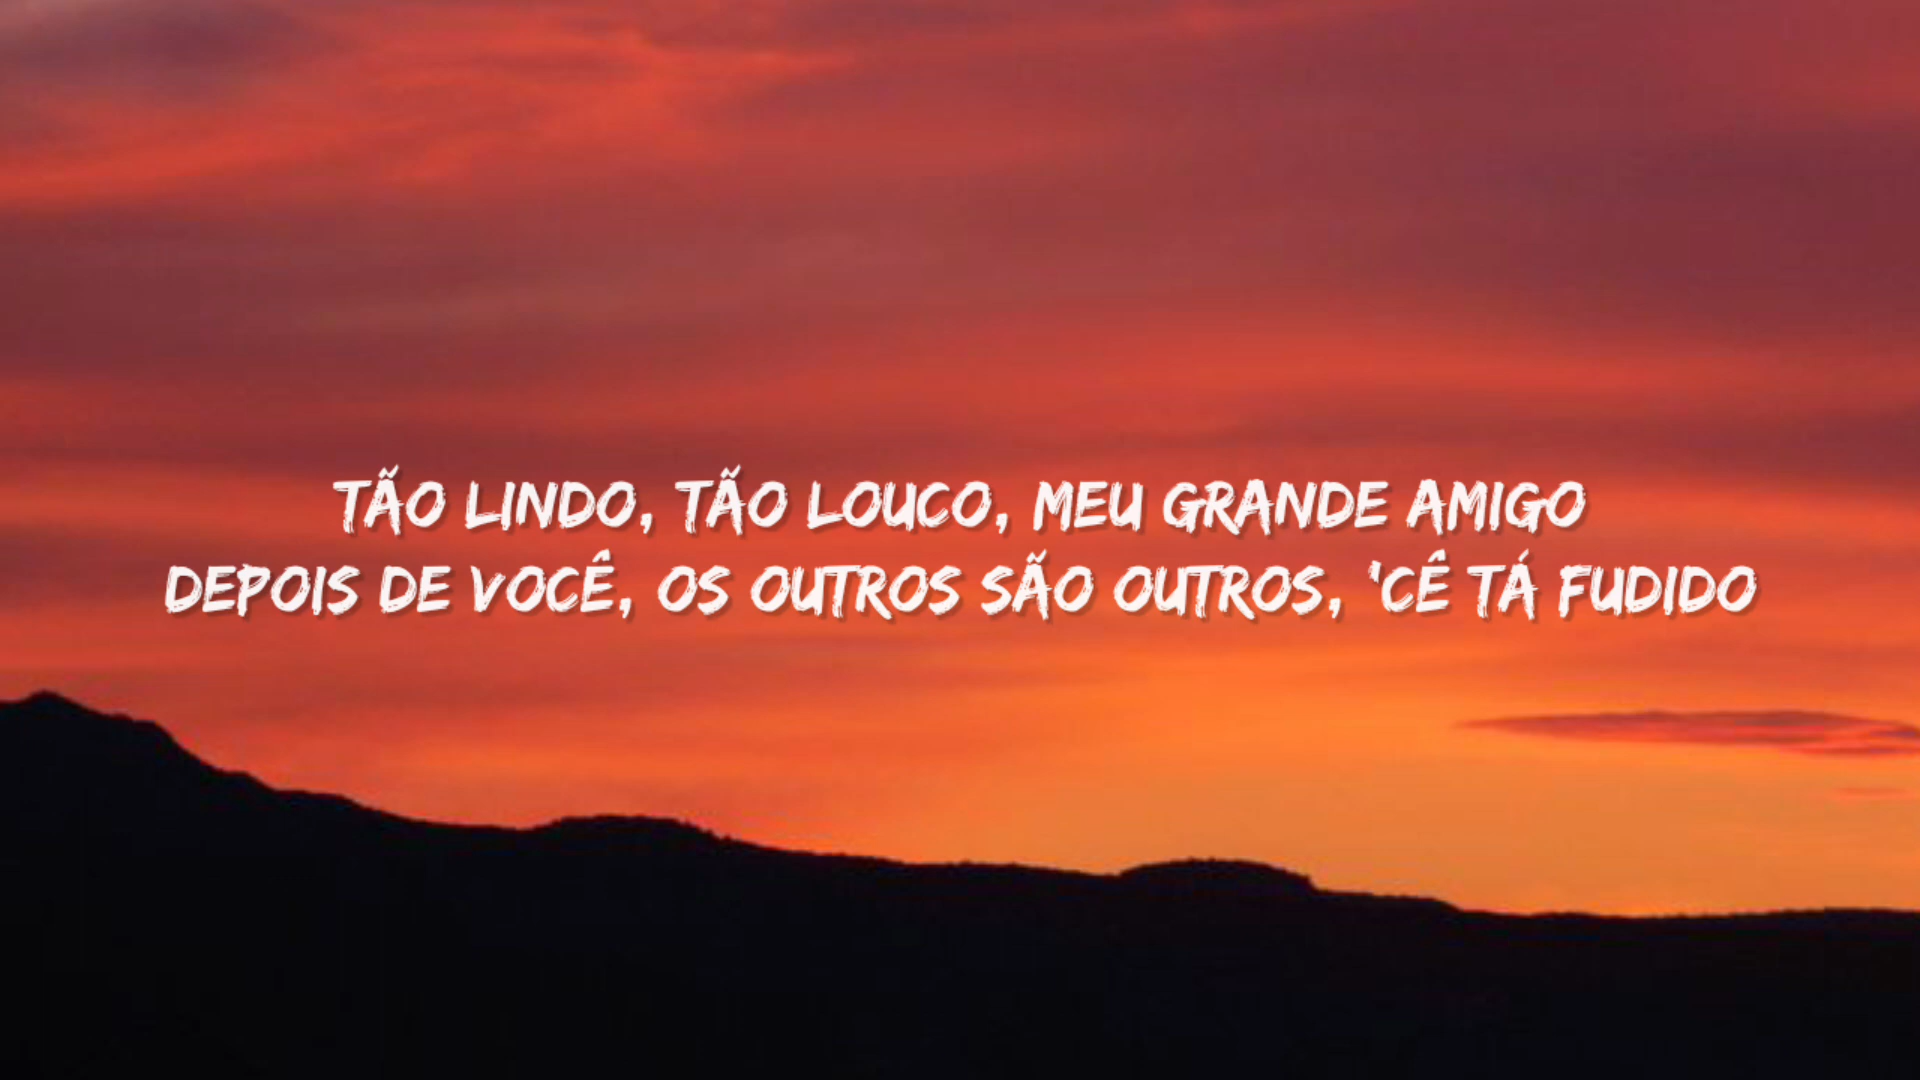 TÃO LINDO, TÃO LOUCO, MEU GRANDE AMIGO
DEPOIS DE VOCÊ, OS OUTROS SÃO OUTROS, 'CÊ TÁ FUDIDO